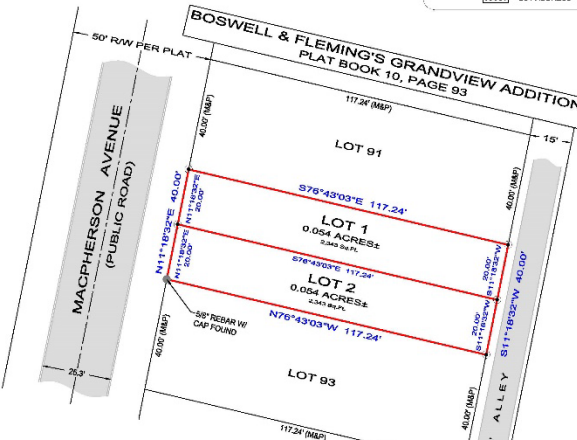 BOSWELL & FLEMING'S GRANDVIEW ADDITION
PLAT BOOK 10, PAGE 93
50' R/W PER PLAT
117.24' (M&P)
15'
40.00' (M&P)
40.00' (M&P)
LOT 91
MACPHERSON AVENUE
(PUBLIC ROAD)
S76°43'03"E 117.24'
N11°18'32"E 40.00'
N11°18'32"E
20.00'
LOT 1
0.054 ACRES±
2,343 SQ.FT.
20.00'
S11°18'32"W
S76°43'03"E 117.24'
N11°18'32"E
20.00'
LOT 2
0.054 ACRES±
2,343 SQ.FT.
20.00'
S11°18'32"W
S11°18'32"W 40.00'
N76°43'03"W 117.24'
5/8" REBAR W/
CAP FOUND
40.00' (M&P)
25.3'
LOT 93
40.00' (M&P)
ALLEY
117.24' (M&P)